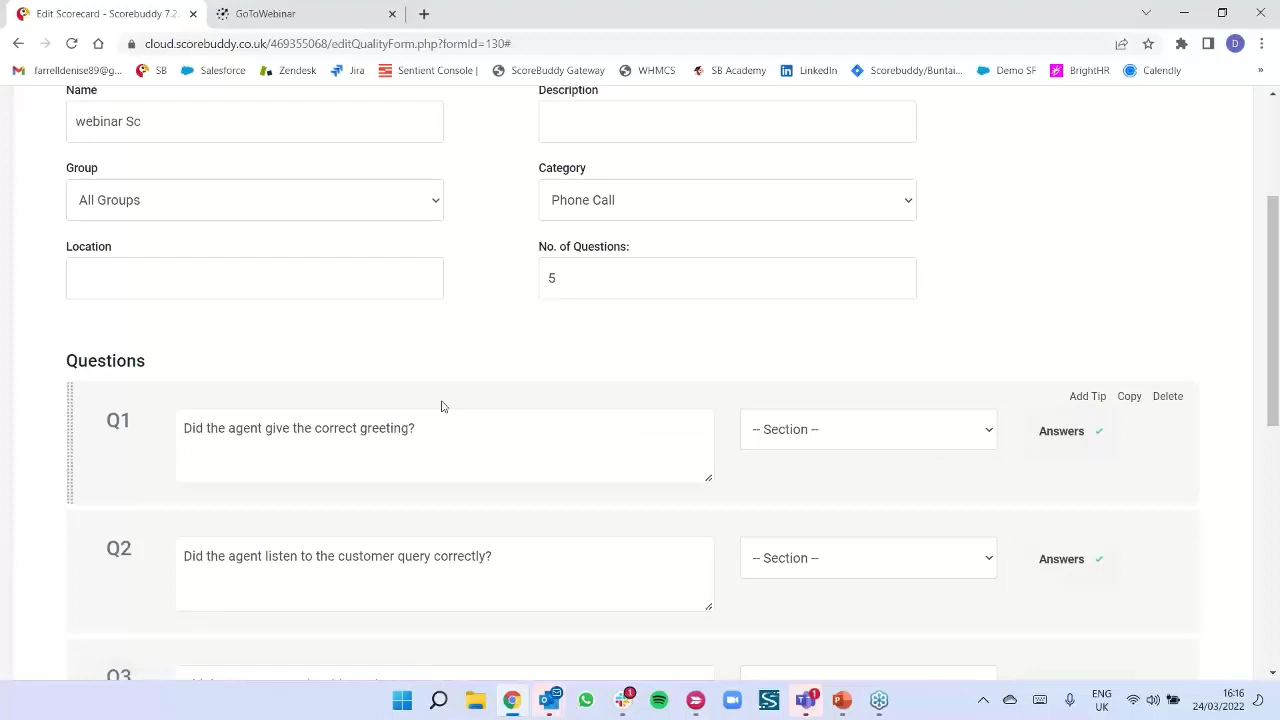 Edit Scorecard - Scorebuddy 7.2.
GoToWebinar
cloud.scorebuddy.co.uk/469355068/editQualityForm.php?formId=130#
D
farrelldenise89@g...
SB
Salesforce
Zendesk
Jira
Sentient Console |
ScoreBuddy Gateway
WHMCS
SB Academy
LinkedIn
Scorebuddy/Buntai...
Demo SF
BrightHR
Calendly
»
Name
Description
webinar Sc
Group
Category
All Groups
Phone Call
Location
No. of Questions:
5
Questions
Add Tip Copy Delete
Q1
Did the agent give the correct greeting?
-- Section --
Answers
Q2
Did the agent listen to the customer query correctly?
-- Section --
Answers
Q3
ENG
UK
16:16
24/03/2022